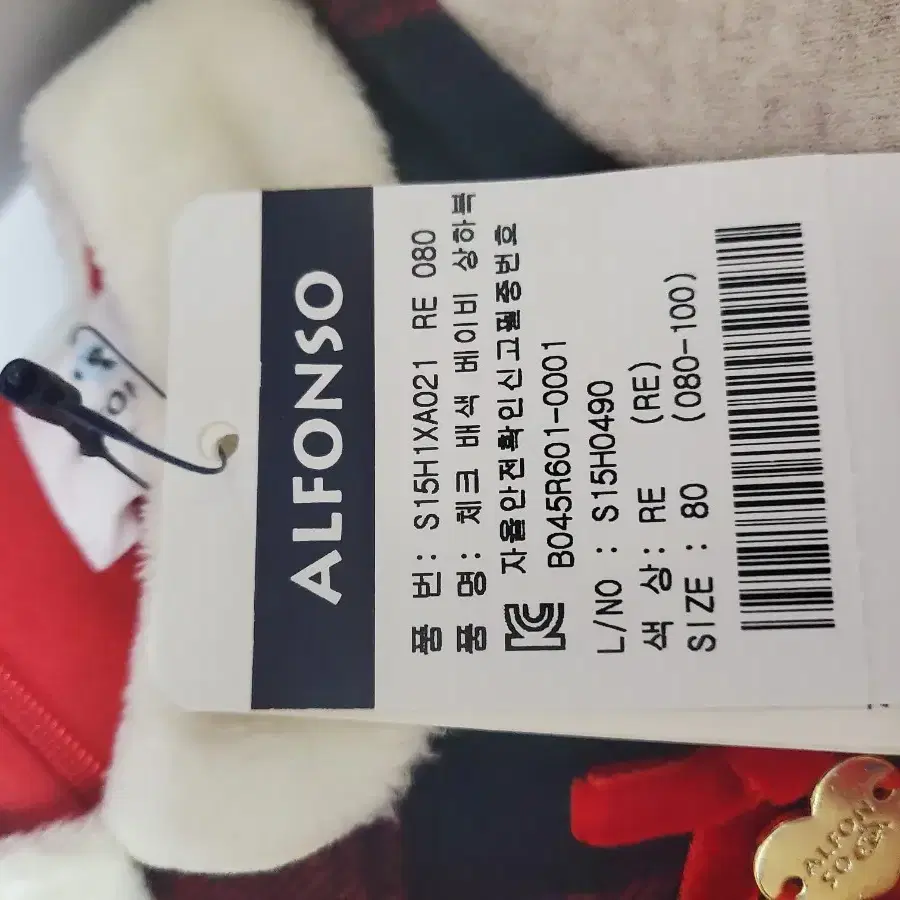 ALFONSO
품 번 : S15H1XA021 RE 080
품 명 : 체크 배색 베이비 상하복
자율안전확인신고필증번호
B045R601-0001
L/NO : S15H0490
색 상 : RE (RE)
SIZE : 80 (080-100)
ALFON
SO